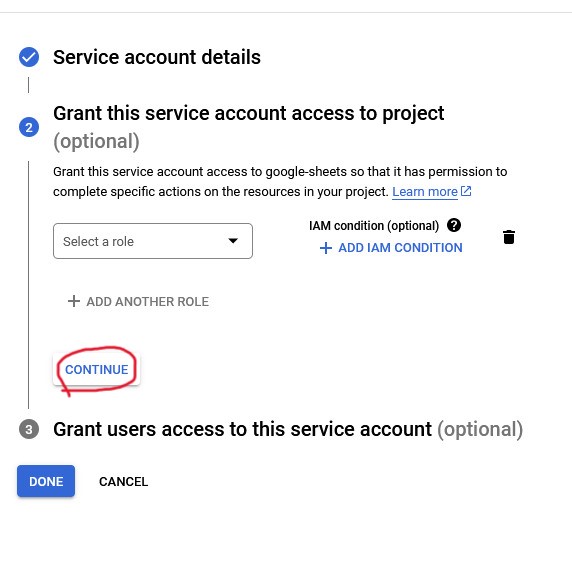 Service account details
2
Grant this service account access to project
(optional)
Grant this service account access to google-sheets so that it has permission to
complete specific actions on the resources in your project. Learn more
Select a role
IAM condition (optional) ?
+ ADD IAM CONDITION
+ ADD ANOTHER ROLE
CONTINUE
3 Grant users access to this service account (optional)
DONE CANCEL